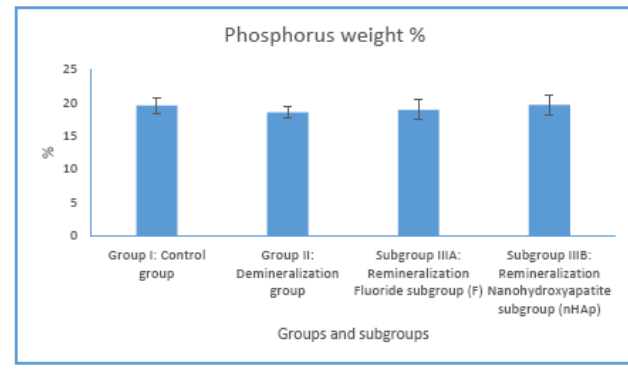 Phosphorus weight %
25
20
15
10
5
0
%
Group I: Control
group
Group II:
Demineralization
group
Subgroup IIIA:
Remineralization
Fluoride subgroup (F)
Subgroup IIIB:
Remineralization
Nanohydroxyapatite
subgroup (nHAp)
Groups and subgroups